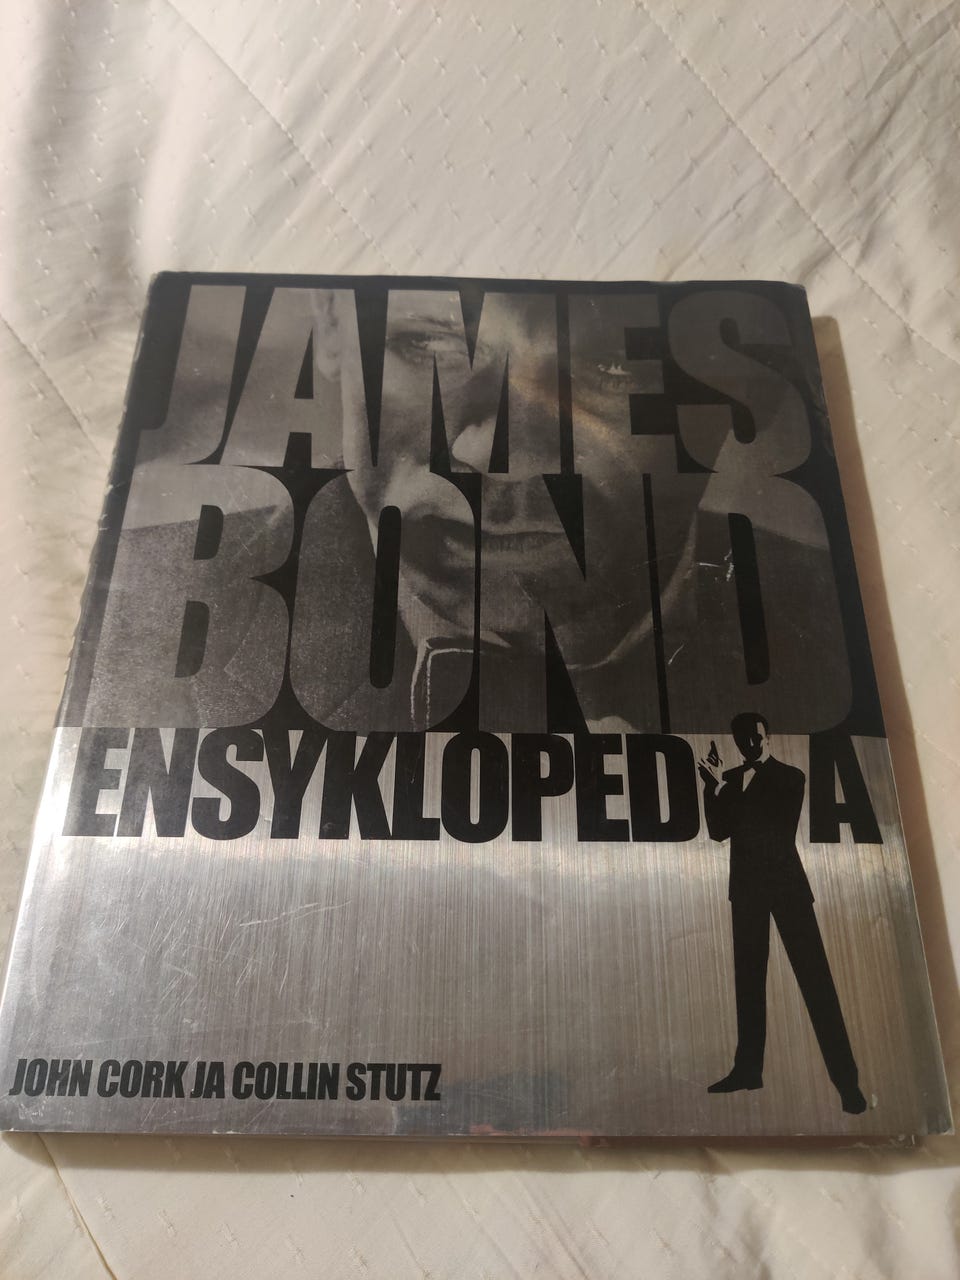 JAMES
BOND
ENSYKLOPEDIA
JOHN CORK JA COLLIN STUTZ